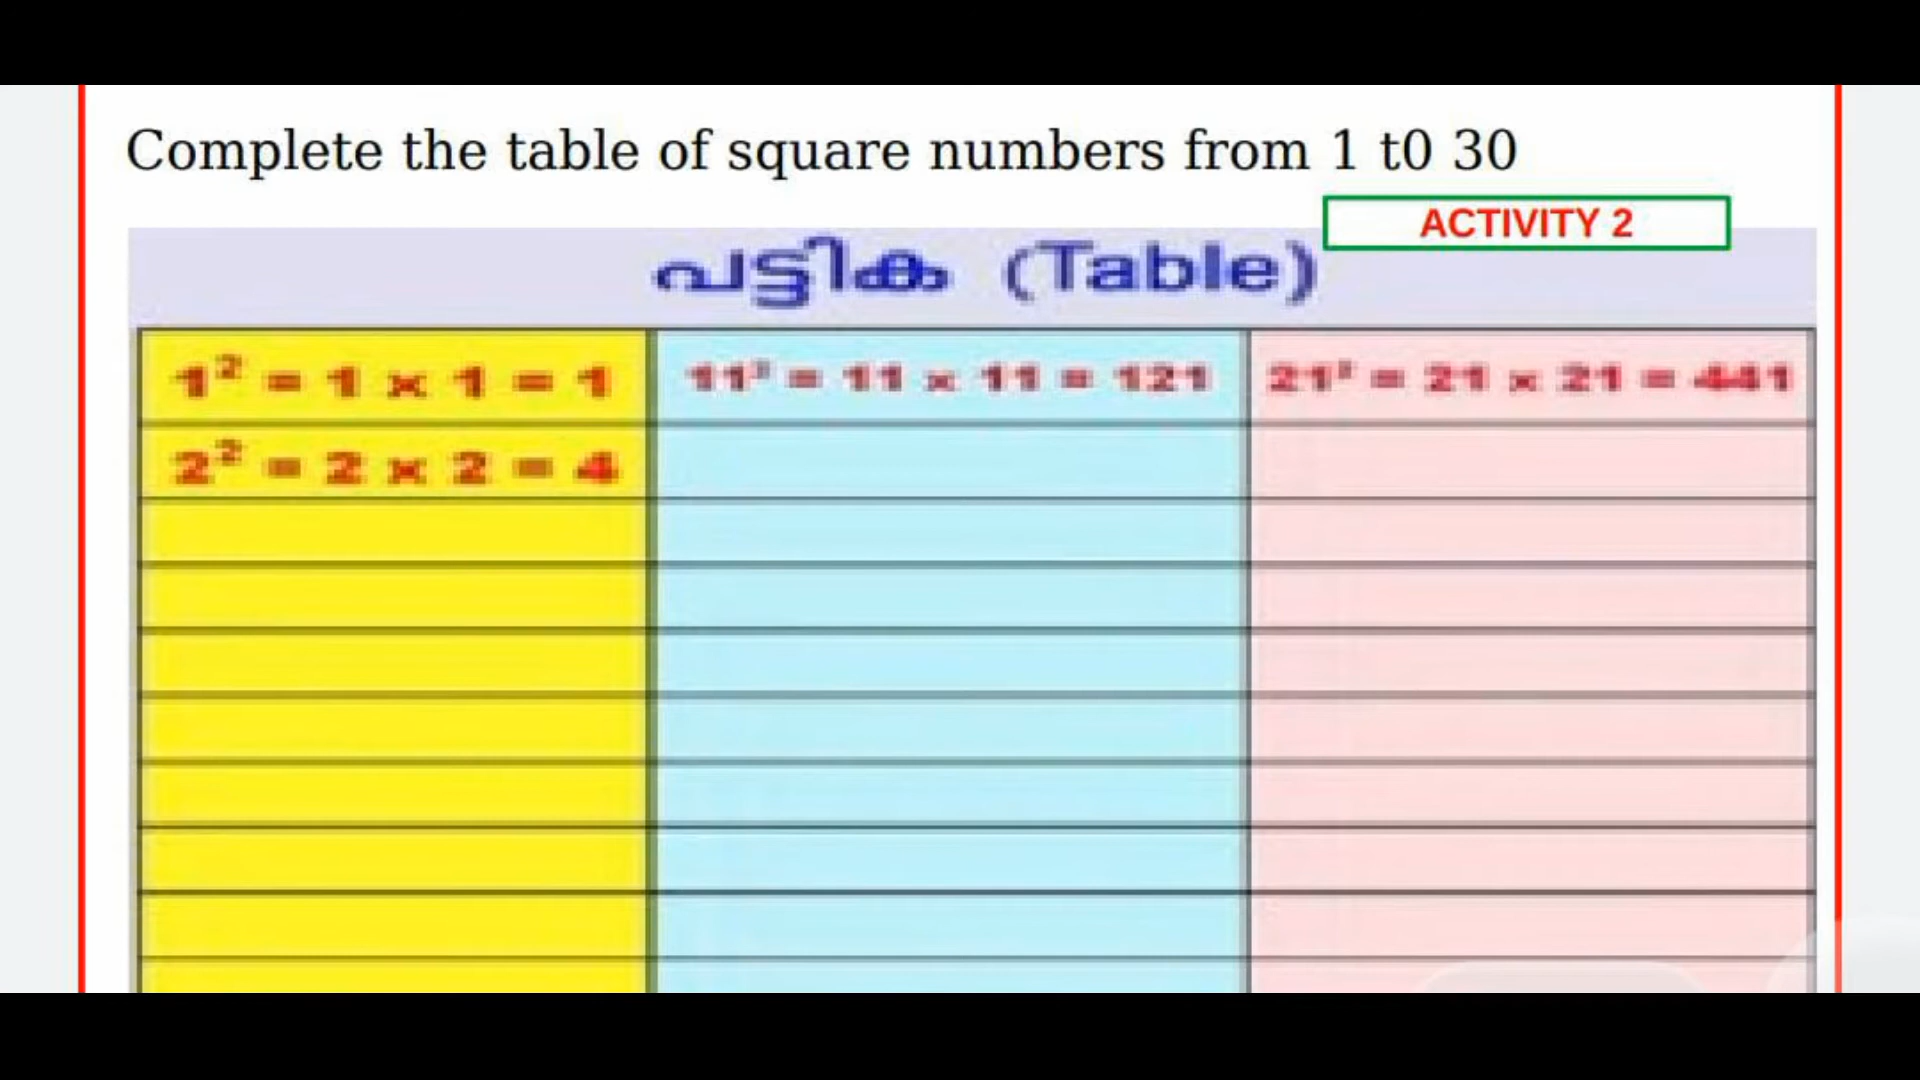 Complete the table of square numbers from 1 t0 30
ACTIVITY 2
പട്ടിക (Table)
1² = 1 × 1 = 1
11² = 11 × 11 = 121
21² = 21 × 21 = 441
2² = 2 × 2 = 4